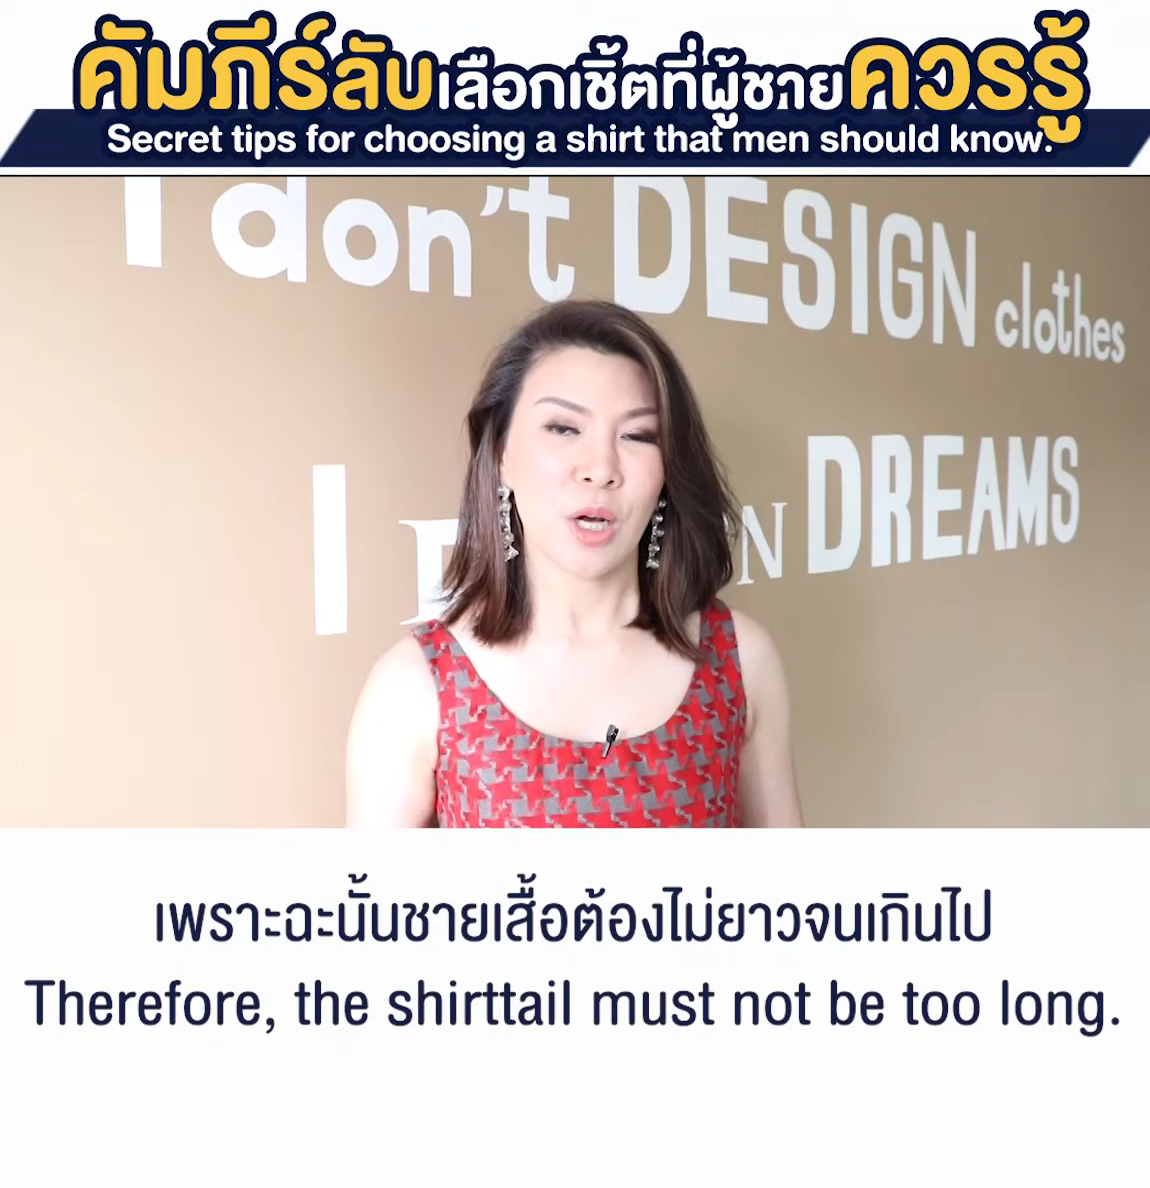 คัมภีร์ลับเลือกเชิ้ตที่ผู้ชายควรรู้
Secret tips for choosing a shirt that men should know.
I don't DESIGN clothes
I DREAMS
เพราะฉะนั้นชายเสื้อต้องไม่ยาวจนเกินไป
Therefore, the shirttail must not be too long.